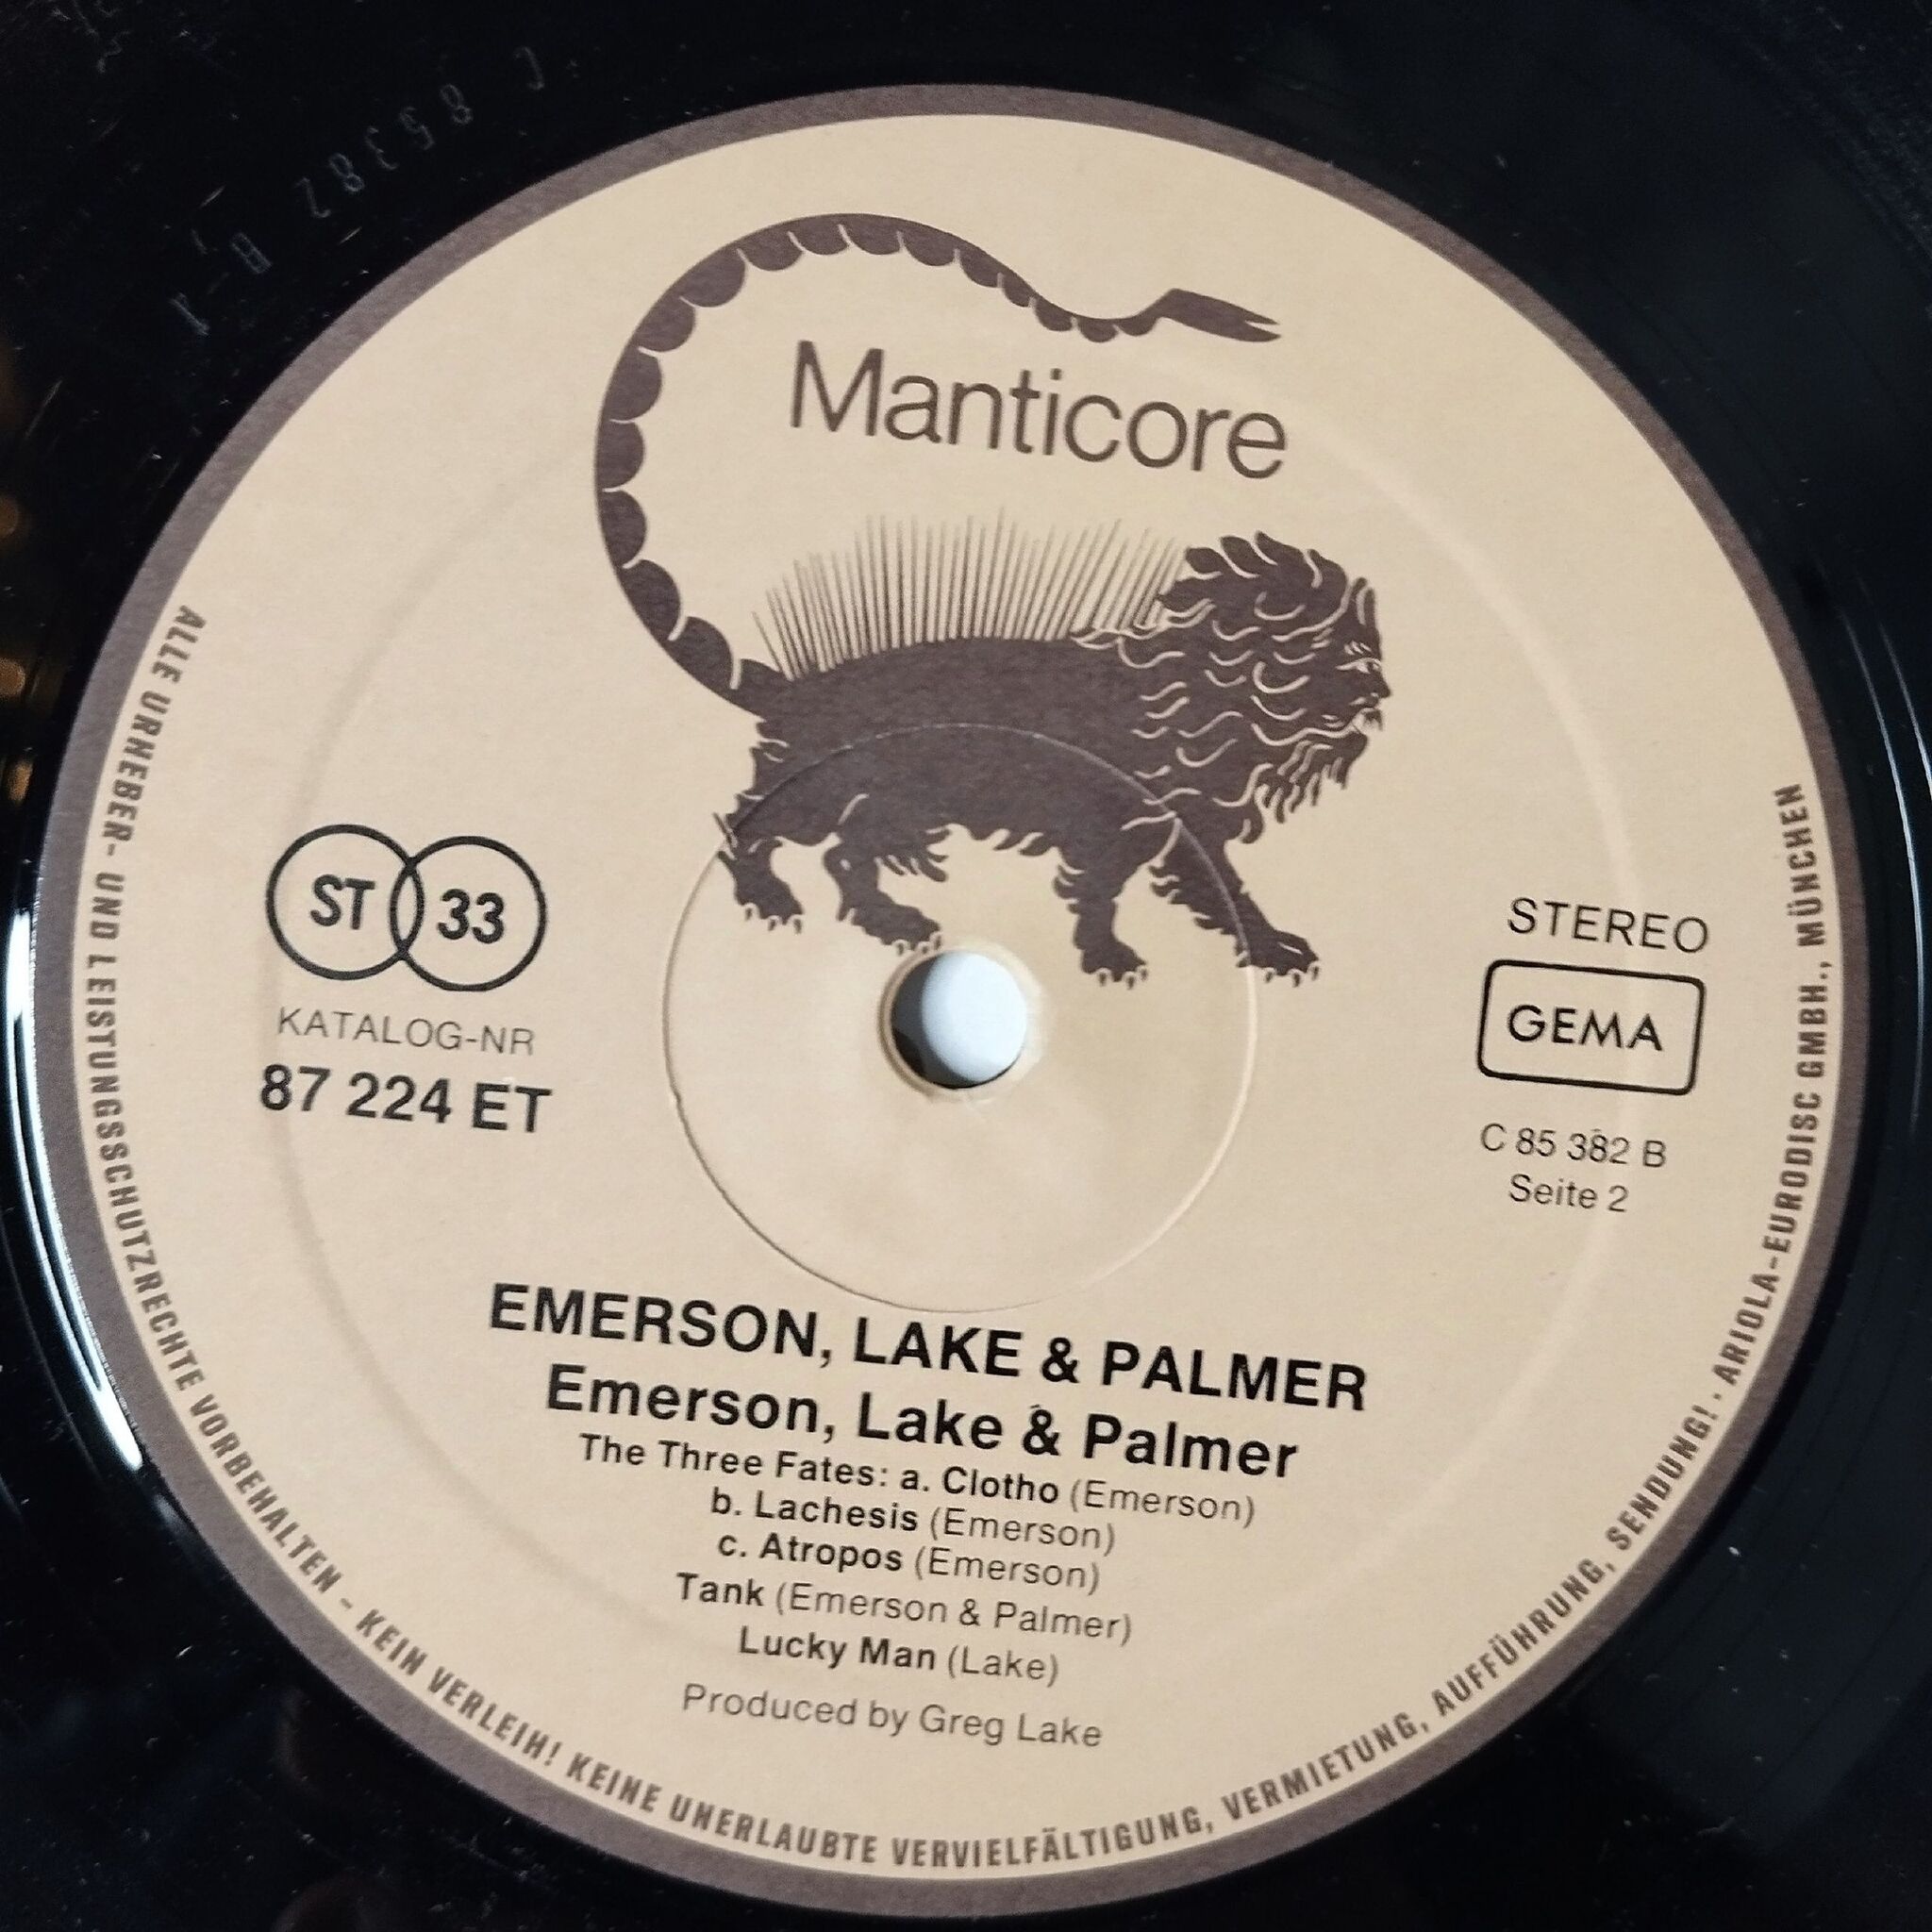 C 85382 B-1
Manticore
ST 33
KATALOG-NR
87 224 ET
STEREO
GEMA
C 85 382 B
Seite 2
EMERSON, LAKE & PALMER
Emerson, Lake & Palmer
The Three Fates: a. Clotho (Emerson)
b. Lachesis (Emerson)
c. Atropos (Emerson)
Tank (Emerson & Palmer)
Lucky Man (Lake)
Produced by Greg Lake
ALLE URHEBER- UND LEISTUNGSSCHUTZRECHTE VORBEHALTEN - KEIN VERLEIH! KEINE UNERLAUBTE VERVIELFÄLTIGUNG, VERMIETUNG, AUFFÜHRUNG, SENDUNG! · ARIOLA-EURODISC GMBH., MÜNCHEN